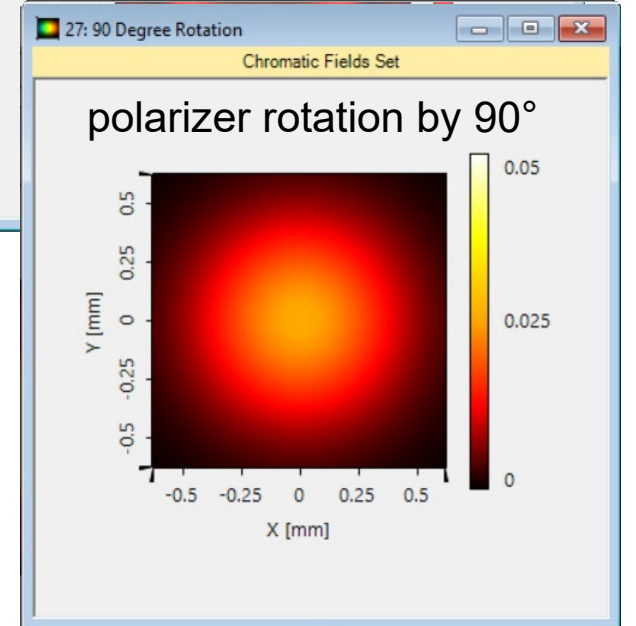 27: 90 Degree Rotation
Chromatic Fields Set
polarizer rotation by 90°
0.05
0.025
0
Y [mm]
0.5
0.25
0
-0.25
-0.5
-0.5 -0.25 0 0.25 0.5
X [mm]